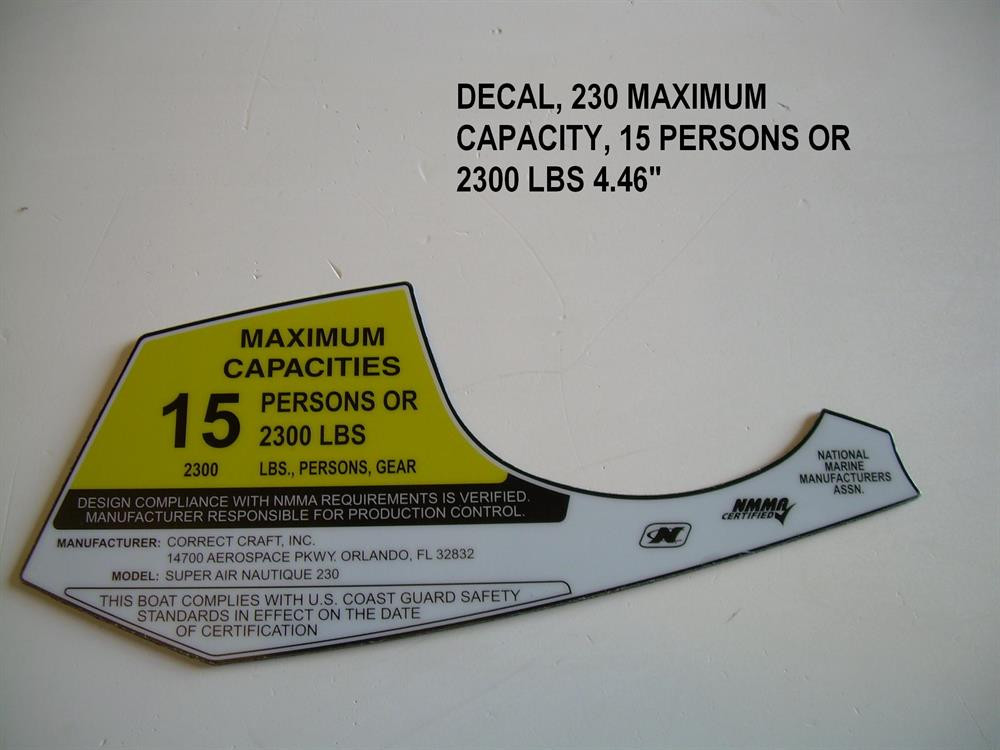 DECAL, 230 MAXIMUM
CAPACITY, 15 PERSONS OR
2300 LBS 4.46"
MAXIMUM
CAPACITIES
15 PERSONS OR
2300 LBS
2300 LBS., PERSONS, GEAR
DESIGN COMPLIANCE WITH NMMA REQUIREMENTS IS VERIFIED.
MANUFACTURER RESPONSIBLE FOR PRODUCTION CONTROL.
MANUFACTURER: CORRECT CRAFT, INC.
14700 AEROSPACE PKWY. ORLANDO, FL 32832
MODEL: SUPER AIR NAUTIQUE 230
THIS BOAT COMPLIES WITH U.S. COAST GUARD SAFETY
STANDARDS IN EFFECT ON THE DATE
OF CERTIFICATION
N
NMMA
CERTIFIED
NATIONAL
MARINE
MANUFACTURERS
ASSN.